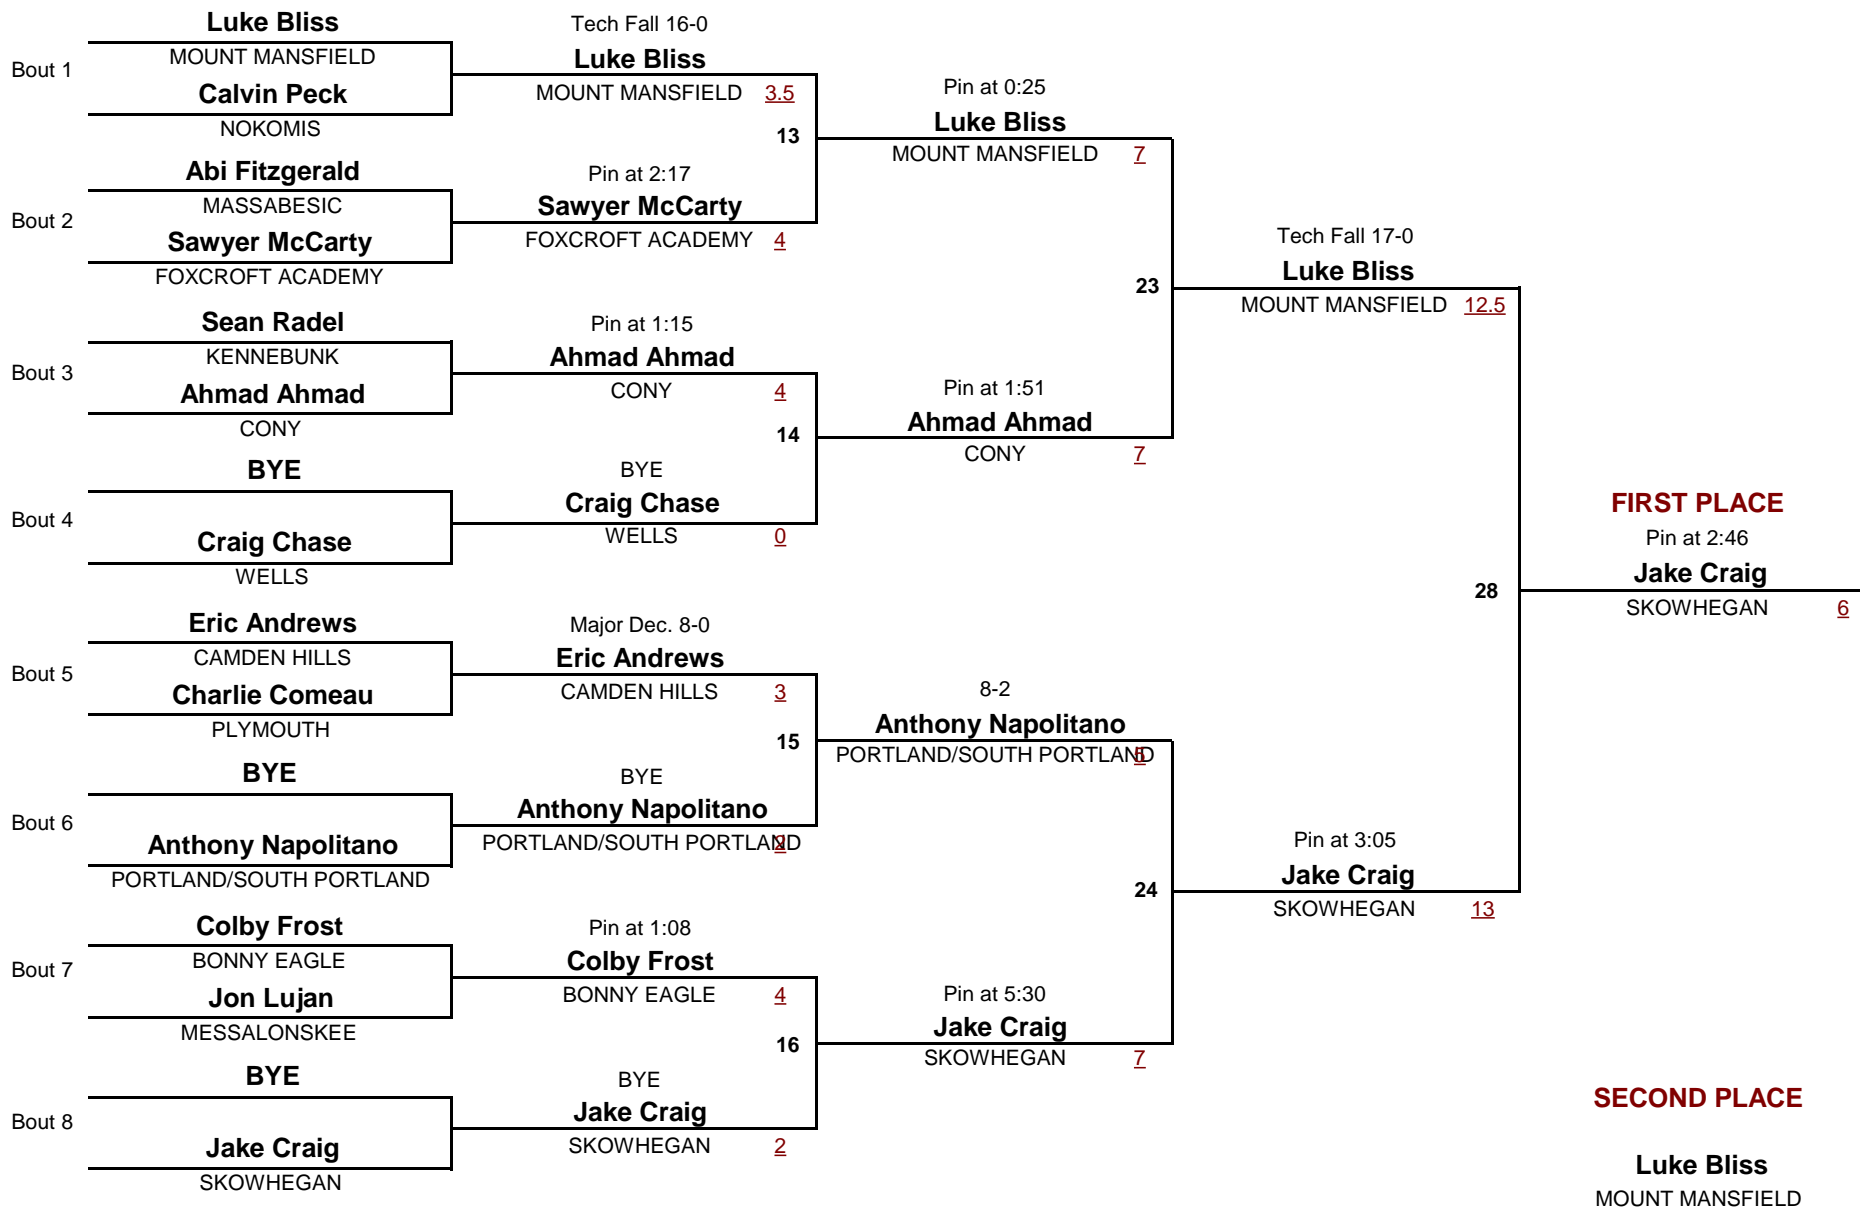 Luke Bliss
Bout 1
MOUNT MANSFIELD
Calvin Peck
NOKOMIS
Abi Fitzgerald
Bout 2
MASSABESIC
Sawyer McCarty
FOXCROFT ACADEMY
Sean Radel
Bout 3
KENNEBUNK
Ahmad Ahmad
CONY
BYE
Bout 4
Craig Chase
WELLS
Eric Andrews
Bout 5
CAMDEN HILLS
Charlie Comeau
PLYMOUTH
BYE
Bout 6
Anthony Napolitano
PORTLAND/SOUTH PORTLAND
Colby Frost
Bout 7
BONNY EAGLE
Jon Lujan
MESSALONSKEE
BYE
Bout 8
Jake Craig
SKOWHEGAN
Tech Fall 16-0
Luke Bliss
MOUNT MANSFIELD 3.5
13
Pin at 2:17
Sawyer McCarty
FOXCROFT ACADEMY 4
Pin at 1:15
Ahmad Ahmad
CONY 4
14
BYE
Craig Chase
WELLS 0
Major Dec. 8-0
Eric Andrews
CAMDEN HILLS 3
15
BYE
Anthony Napolitano
PORTLAND/SOUTH PORTLAND 2
Pin at 1:08
Colby Frost
BONNY EAGLE 4
16
BYE
Jake Craig
SKOWHEGAN 2
Pin at 0:25
Luke Bliss
MOUNT MANSFIELD 7
23
Pin at 1:51
Ahmad Ahmad
CONY 7
8-2
Anthony Napolitano
PORTLAND/SOUTH PORTLAND
24
Pin at 5:30
Jake Craig
SKOWHEGAN 7
Tech Fall 17-0
Luke Bliss
MOUNT MANSFIELD 12.5
28
Pin at 3:05
Jake Craig
SKOWHEGAN 13
FIRST PLACE
Pin at 2:46
Jake Craig
SKOWHEGAN 6
SECOND PLACE
Luke Bliss
MOUNT MANSFIELD